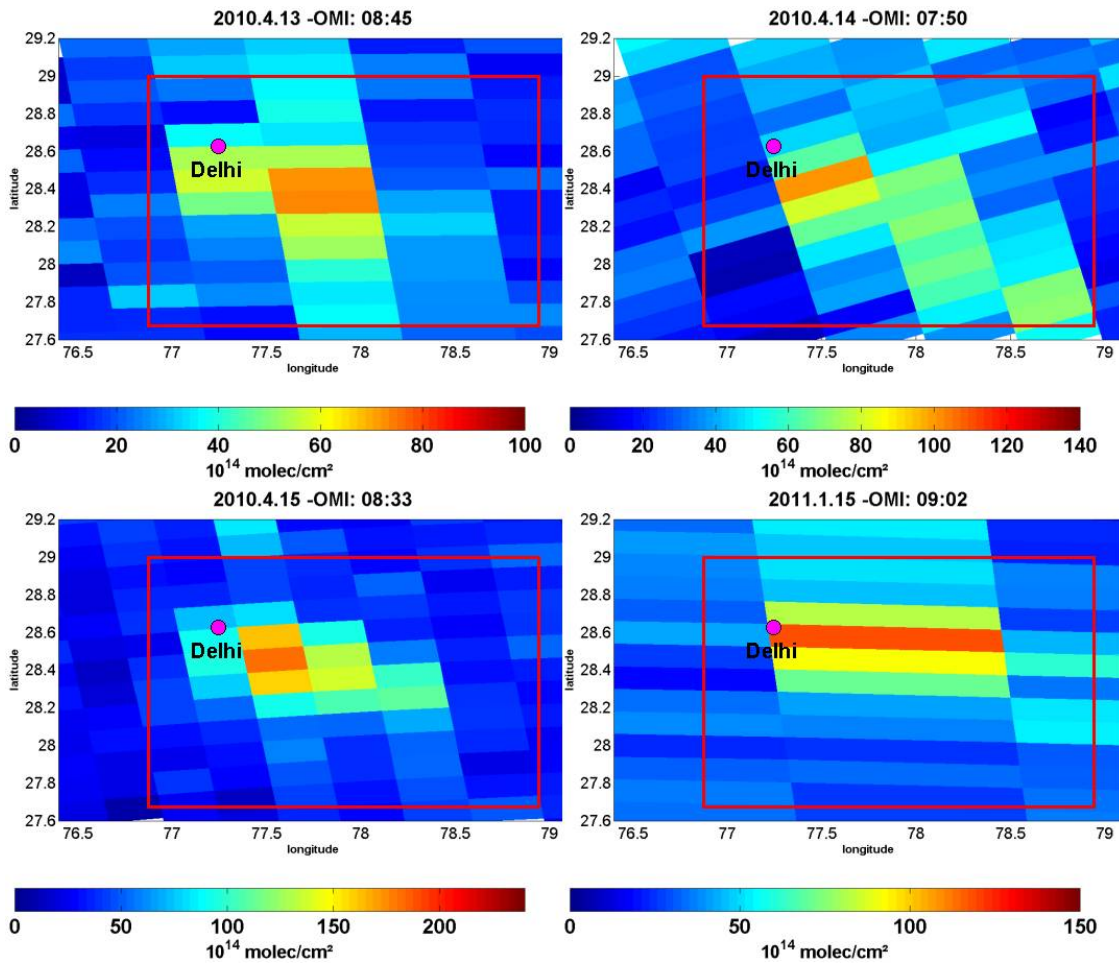 2010.4.13 -OMI: 08:45
29.2
29
28.8
28.6
28.4
28.2
28
27.8
27.6
latitude
Delhi
76.5 77 77.5 78 78.5 79
longitude
0 20 40 60 80 100
10¹⁴ molec/cm²
2010.4.14 -OMI: 07:50
29.2
29
28.8
28.6
28.4
28.2
28
27.8
27.6
latitude
Delhi
76.5 77 77.5 78 78.5 79
longitude
0 20 40 60 80 100 120 140
10¹⁴ molec/cm²
2010.4.15 -OMI: 08:33
29.2
29
28.8
28.6
28.4
28.2
28
27.8
27.6
latitude
Delhi
76.5 77 77.5 78 78.5 79
longitude
0 50 100 150 200
10¹⁴ molec/cm²
2011.1.15 -OMI: 09:02
29.2
29
28.8
28.6
28.4
28.2
28
27.8
27.6
latitude
Delhi
76.5 77 77.5 78 78.5 79
longitude
0 50 100 150
10¹⁴ molec/cm²